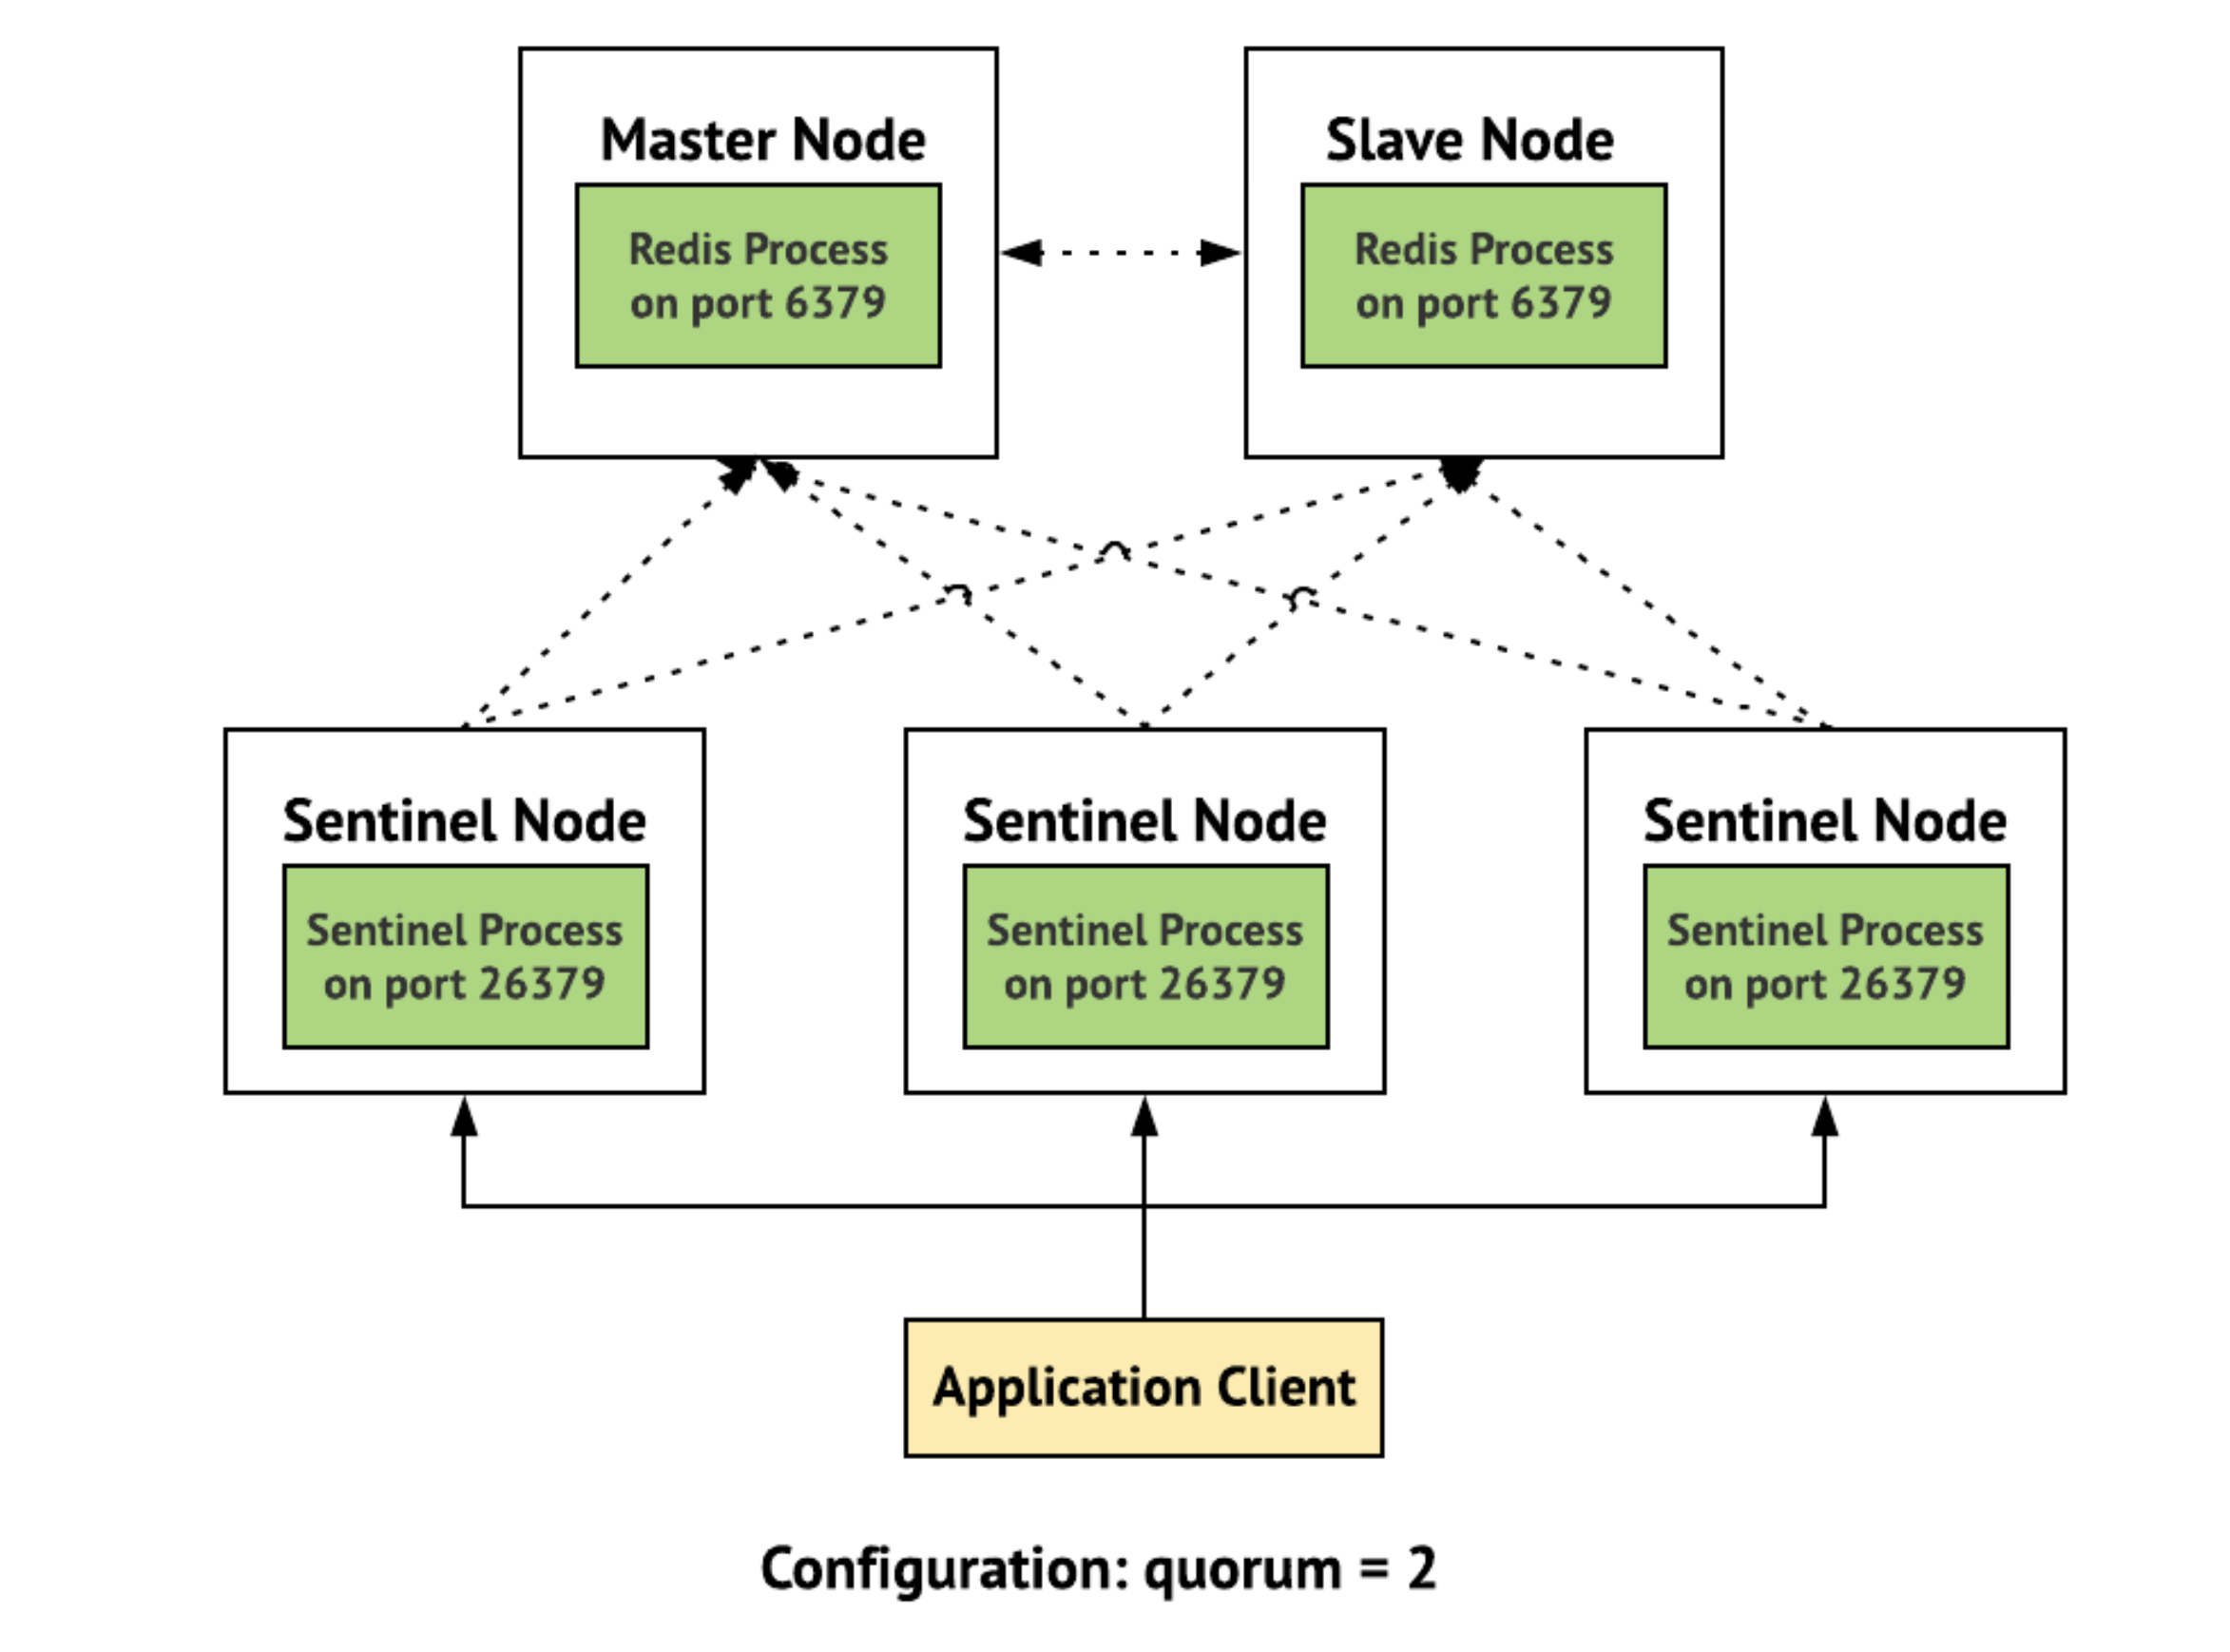 Master Node
Redis Process
on port 6379
Slave Node
Redis Process
on port 6379
Sentinel Node
Sentinel Process
on port 26379
Sentinel Node
Sentinel Process
on port 26379
Sentinel Node
Sentinel Process
on port 26379
Application Client
Configuration: quorum = 2